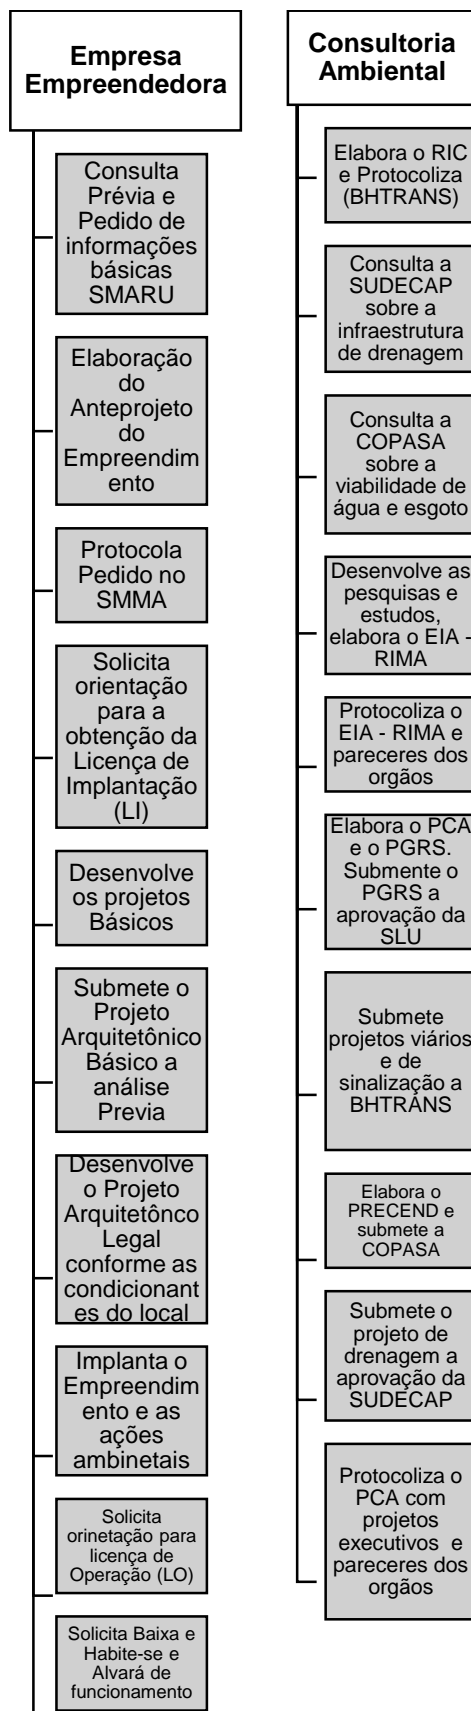 Empresa
Empreendedora
Consulta
Prévia e
Pedido de
informações
básicas
SMARU
Elaboração
do
Anteprojeto
do
Empreendim
ento
Protocola
Pedido no
SMMA
Solicita
orientação
para a
obtenção da
Licença de
Implantação
(LI)
Desenvolve
os projetos
Básicos
Submete o
Projeto
Arquitetônico
Básico a
análise
Previa
Desenvolve
o Projeto
Arquitetônco
Legal
conforme as
condicionant
es do local
Implanta o
Empreendim
ento e as
ações
ambinetais
Solicita
orinetação para
licença de
Operação (LO)
Solicita Baixa e
Habite-se e
Alvará de
funcionamento
Consultoria
Ambiental
Elabora o RIC
e Protocoliza
(BHTRANS)
Consulta a
SUDECAP
sobre a
infraestrutura
de drenagem
Consulta a
COPASA
sobre a
viabilidade de
água e esgoto
Desenvolve as
pesquisas e
estudos,
elabora o EIA -
RIMA
Protocoliza o
EIA - RIMA e
pareceres dos
orgãos
Elabora o PCA
e o PGRS.
Submente o
PGRS a
aprovação da
SLU
Submete
projetos viários
e de
sinalização a
BHTRANS
Elabora o
PRECEND e
submete a
COPASA
Submete o
projeto de
drenagem a
aprovação da
SUDECAP
Protocoliza o
PCA com
projetos
executivos e
pareceres dos
orgãos